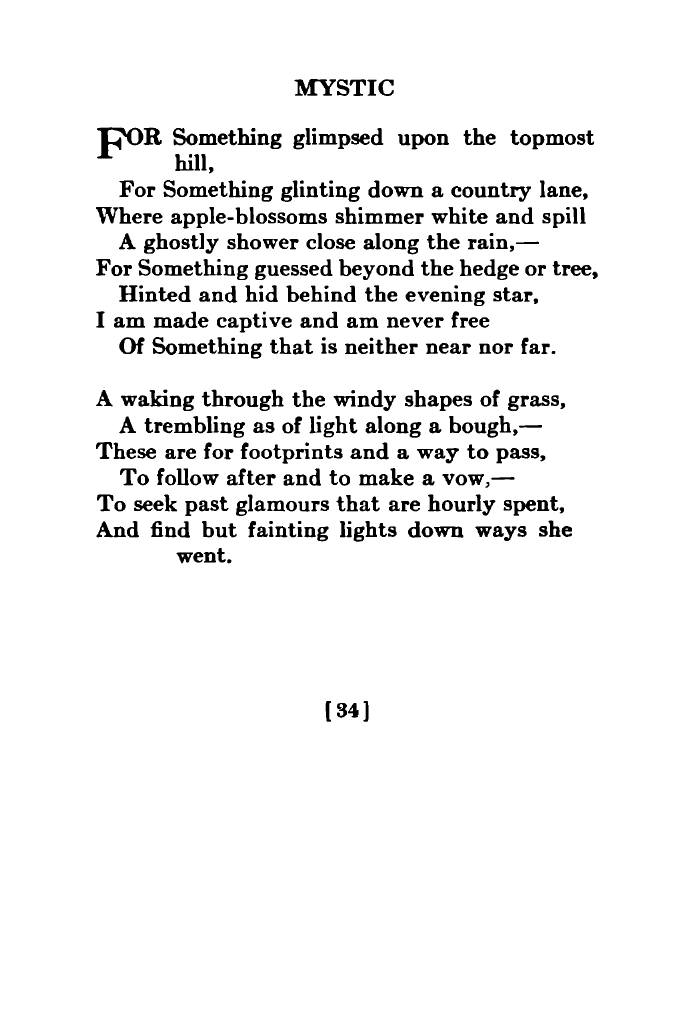 MYSTIC
FOR Something glimpsed upon the topmost
hill,
For Something glinting down a country lane,
Where apple-blossoms shimmer white and spill
A ghostly shower close along the rain,—
For Something guessed beyond the hedge or tree,
Hinted and hid behind the evening star,
I am made captive and am never free
Of Something that is neither near nor far.

A waking through the windy shapes of grass,
A trembling as of light along a bough,—
These are for footprints and a way to pass,
To follow after and to make a vow,—
To seek past glamours that are hourly spent,
And find but fainting lights down ways she
went.
[34]